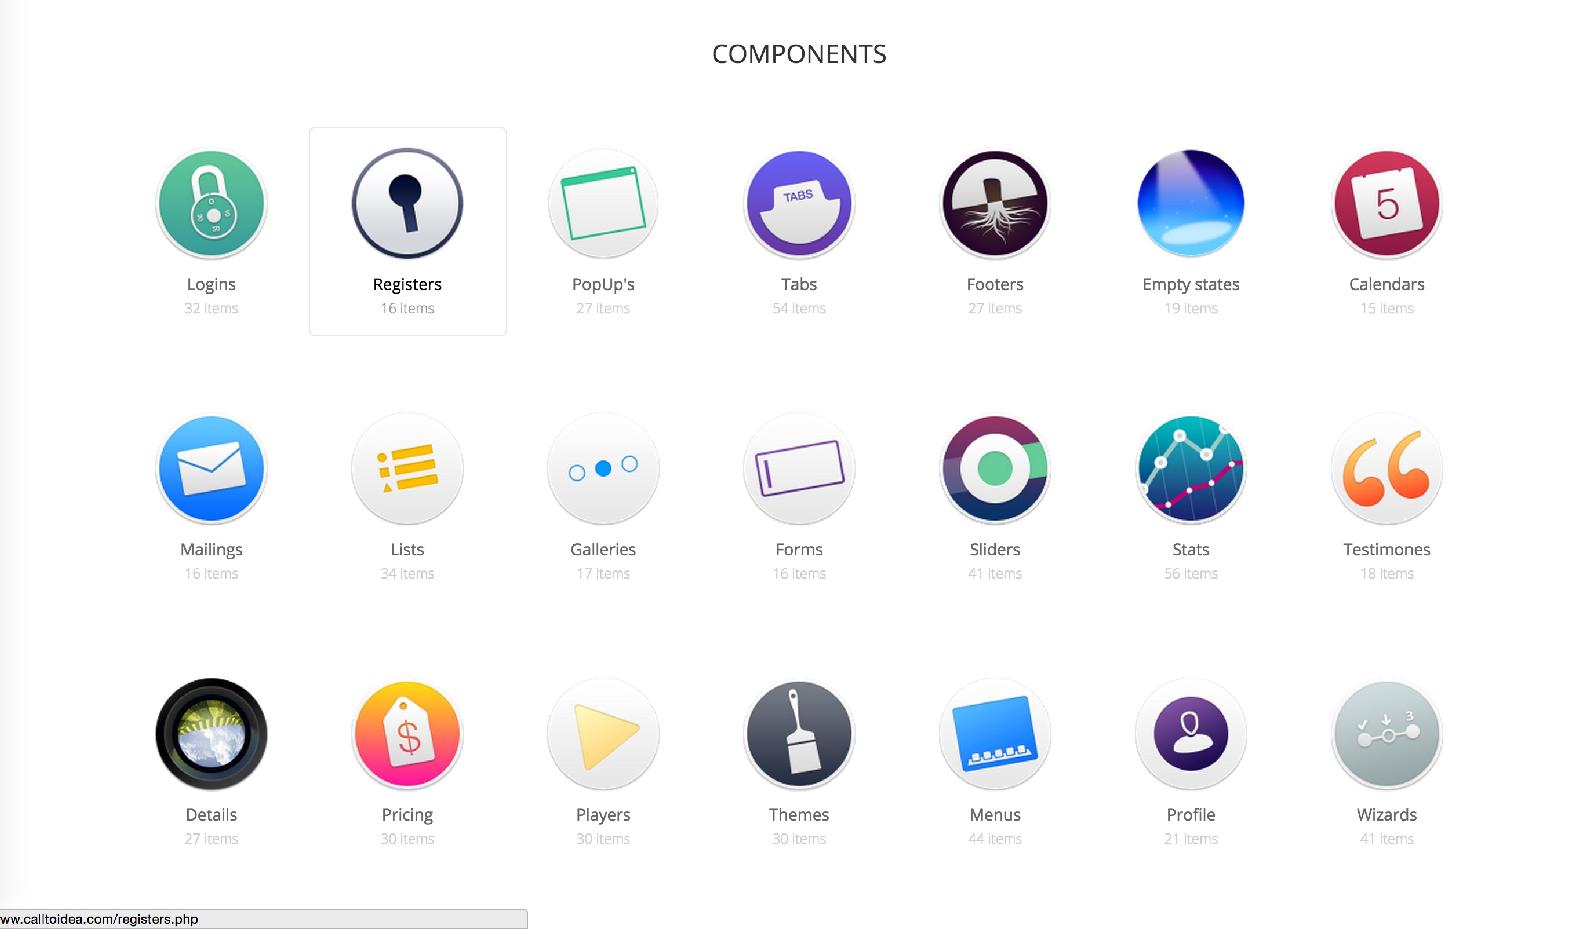 COMPONENTS
TABS
5
Logins
Registers
PopUp's
Tabs
Footers
Empty states
Calendars
32 items
16 items
27 items
54 items
27 items
19 items
15 items
Mailings
Lists
Galleries
Forms
Sliders
Stats
Testimones
16 items
34 items
17 items
16 items
41 items
56 items
18 items
$
3
Details
Pricing
Players
Themes
Menus
Profile
Wizards
27 items
30 items
30 items
30 items
44 items
21 items
41 items
ww.calltoidea.com/registers.php